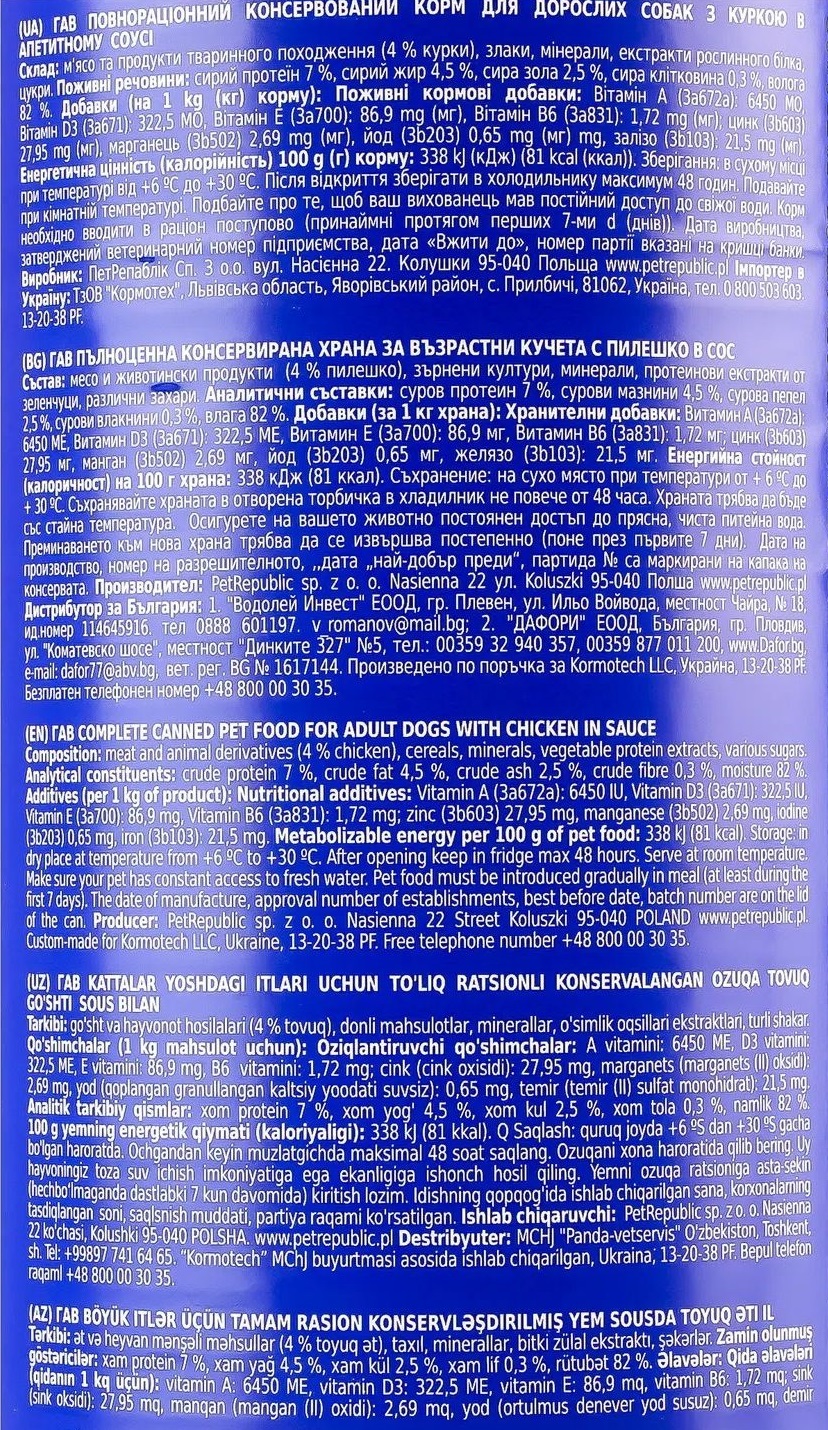 (UA) ГАВ ПОВНОРАЦІОННИЙ КОНСЕРВОВАНИЙ КОРМ ДЛЯ ДОРОСЛИХ СОБАК З КУРКОЮ В
АПЕТИТНОМУ СОУСІ
Склад: м'ясо та продукти тваринного походження (4 % курки), злаки, мінерали, екстракти рослинного білка,
цукри. Поживні речовини: сирий протеїн 7 %, сирий жир 4,5 %, сира зола 2,5 %, сира клітковина 0,3 %, волога
82 %. Добавки (на 1 kg (кг) корму): Поживні кормові добавки: Вітамін А (3а672а): 6450 МО,
Вітамін D3 (3а671): 322,5 МО, Вітамін Е (3а700): 86,9 mg (мг), Вітамін В6 (3а831): 1,72 mg (мг); цинк (3b603)
27,95 mg (мг), марганець (3b502) 2,69 mg (мг), йод (3b203) 0,65 mg (мг) mg, залізо (3b103): 21,5 mg (мг).
Енергетична цінність (калорійність) 100 g (г) корму: 338 kJ (кДж) (81 kcal (ккал)). Зберігання: в сухому місці
при температурі від +6 ºC до +30 ºC. Після відкриття зберігати в холодильнику максимум 48 годин. Подавайте
при кімнатній температурі. Подбайте про те, щоб ваш вихованець мав постійний доступ до свіжої води. Корм
необхідно вводити в раціон поступово (принаймні протягом перших 7-ми d (днів)). Дата виробництва,
затверджений ветеринарний номер підприємства, дата «Вжити до», номер партії вказані на кришці банки.
Виробник: ПетРепаблік Сп. З о.о. вул. Насієнна 22. Колушки 95-040 Польща www.petrepublic.pl Імпортер в
Україну: ТзОВ "Кормотех", Львівська область, Яворівський район, с. Прилбичі, 81062, Україна, тел. 0 800 503 603.
13-20-38 PF.
(BG) ГАВ ПЪЛНОЦЕННА КОНСЕРВИРАНА ХРАНА ЗА ВЪЗРАСТНИ КУЧЕТА С ПИЛЕШКО В СОС
Състав: месо и животински продукти (4 % пилешко), зърнени култури, минерали, протеинови екстракти от
зеленчуци, различни захари. Аналитични съставки: суров протеин 7 %, сурови мазнини 4,5 %, сурова пепел
2,5 %, сурови влакнини 0,3 %, влага 82 %. Добавки (за 1 кг храна): Хранителни добавки: Витамин А (3а672а):
6450 МЕ, Витамин D3 (3а671): 322,5 МЕ, Витамин Е (3а700): 86,9 мг, Витамин В6 (3а831): 1,72 мг; цинк (3b603)
27,95 мг, манган (3b502) 2,69 мг, йод (3b203) 0,65 мг, желязо (3b103): 21,5 мг. Енергийна стойност
(калоричност) на 100 г храна: 338 кДж (81 ккал). Съхранение: на сухо място при температури от + 6 ºC до
+ 30 ºC. Съхранявайте храната в отворена торбичка в хладилник не повече от 48 часа. Храната трябва да бъде
със стайна температура. Осигурете на вашето животно постоянен достъп до прясна, чиста питейна вода.
Преминаването към нова храна трябва да се извършва постепенно (поне през първите 7 дни). Дата на
производство, номер на разрешителното, ,,дата „най-добър преди“, партида № са маркирани на капака на
консервата. Производител: PetRepublic sp. z o. o. Nasienna 22 ул. Koluszki 95-040 Полша www.petrepublic.pl
Дистрибутор за България: 1. "Водолей Инвест" ЕООД, гр. Плевен, ул. Ильо Войвода, местност Чайра, № 18,
ид.номер 114645916. тел 0888 601197. v_romanov@mail.bg; 2. "ДАФОРИ" ЕООД, България, гр. Пловдив,
ул. "Коматевско шосе", местност "Динките 327" №5, тел.: 00359 32 940 357, 00359 877 011 200, www.Dafor.bg,
e-mail: dafor77@abv.bg, вет. рег. BG № 1617144. Произведено по поръчка за Kormotech LLC, Украйна, 13-20-38 PF.
Безплатен телефонен номер +48 800 00 30 35.
(EN) ГАВ COMPLETE CANNED PET FOOD FOR ADULT DOGS WITH CHICKEN IN SAUCE
Composition: meat and animal derivatives (4 % chicken), cereals, minerals, vegetable protein extracts, various sugars.
Analytical constituents: crude protein 7 %, crude fat 4,5 %, crude ash 2,5 %, crude fibre 0,3 %, moisture 82 %.
Additives (per 1 kg of product): Nutritional additives: Vitamin A (3a672a): 6450 IU, Vitamin D3 (3a671): 322,5 IU,
Vitamin E (3a700): 86,9 mg, Vitamin B6 (3a831): 1,72 mg; zinc (3b603) 27,95 mg, manganese (3b502) 2,69 mg, iodine
(3b203) 0,65 mg, iron (3b103): 21,5 mg. Metabolizable energy per 100 g of pet food: 338 kJ (81 kcal). Storage: in
dry place at temperature from +6 ºC to +30 ºC. After opening keep in fridge max 48 hours. Serve at room temperature.
Make sure your pet has constant access to fresh water. Pet food must be introduced gradually in meal (at least during the
first 7 days). The date of manufacture, approval number of establishments, best before date, batch number are on the lid
of the can. Producer: PetRepublic sp. z o. o. Nasienna 22 Street Koluszki 95-040 POLAND www.petrepublic.pl.
Custom-made for Kormotech LLC, Ukraine, 13-20-38 PF. Free telephone number +48 800 00 30 35.
(UZ) ГАВ KATTALAR YOSHDAGI ITLARI UCHUN TO'LIQ RATSIONLI KONSERVALANGAN OZUQA TOVUQ
GO'SHTI SOUS BILAN
Tarkibi: go'sht va hayvonot hosilalari (4 % tovuq), donli mahsulotlar, minerallar, o'simlik oqsillari ekstraktlari, turli shakar.
Qo'shimchalar (1 kg mahsulot uchun): Oziqlantiruvchi qo'shimchalar: A vitamini: 6450 ME, D3 vitamini:
322,5 ME, E vitamini: 86,9 mg, B6 vitamini: 1,72 mg; cink (cink oxisidi): 27,95 mg, marganets (marganets (II) oksidi):
2,69 mg, yod (qoplangan granullangan kaltsiy yoodati suvsiz): 0,65 mg, temir (temir (II) sulfat monohidrat): 21,5 mg.
Analitik tarkibiy qismlar: xom protein 7 %, xom yog' 4,5 %, xom kul 2,5 %, xom tola 0,3 %, namlik 82 %.
100 g yemning energetik qiymati (kaloriyaligi): 338 kJ (81 kkal). Q Saqlash: quruq joyda +6 ºS dan +30 ºS gacha
bo'lgan haroratda. Ochgandan keyin muzlatgichda maksimal 48 soat saqlang. Ozuqani xona haroratida qilib bering. Uy
hayvoningiz toza suv ichish imkoniyatiga ega ekanligiga ishonch hosil qiling. Yemni ozuqa ratsioniga asta-sekin
(hechbo'lmaganda dastlabki 7 kun davomida) kiritish lozim. Idishning qopqog'ida ishlab chiqarilgan sana, korxonalarning
tasdiqlangan soni, saqlsnish muddati, partiya raqami ko'rsatilgan. Ishlab chiqaruvchi: PetRepublic sp. z o. o. Nasienna
22 ko'chasi, Kolushki 95-040 POLSHA. www.petrepublic.pl Destribyuter: MCHJ "Panda-vetservis" O'zbekiston, Toshkent,
sh. Tel: +99897 741 64 65. "Kormotech" MChJ buyurtmasi asosida ishlab chiqarilgan, Ukraina, 13-20-38 PF. Bepul telefon
raqaml +48 800 00 30 35.
(AZ) ГАВ BÖYÜK ITLƏR ÜÇÜN TAMAM RASION KONSERVLƏŞDIRILMIŞ YEM SOUSDA TOYUQ ƏTI IL
Tərkibi: ət və heyvan mənşəli məhsullar (4 % toyuq ət), taxıl, minerallar, bitki zülal ekstraktı, şəkərlər. Zamin olunmuş
göstəricilər: xam protein 7 %, xam yağ 4,5 %, xam kül 2,5 %, xam lif 0,3 %, rütubət 82 %. Əlavələr: Qida əlavələri
(qidanın 1 kq üçün): vitamin A: 6450 ME, vitamin D3: 322,5 ME, vitamin E: 86,9 mq, vitamin B6: 1,72 mq; sink
(sink oksidi): 27,95 mq, manqan (mangan (II) oxidi): 2,69 mq, yod (ortulmus denever yod susuz): 0,65 mq, dəmir